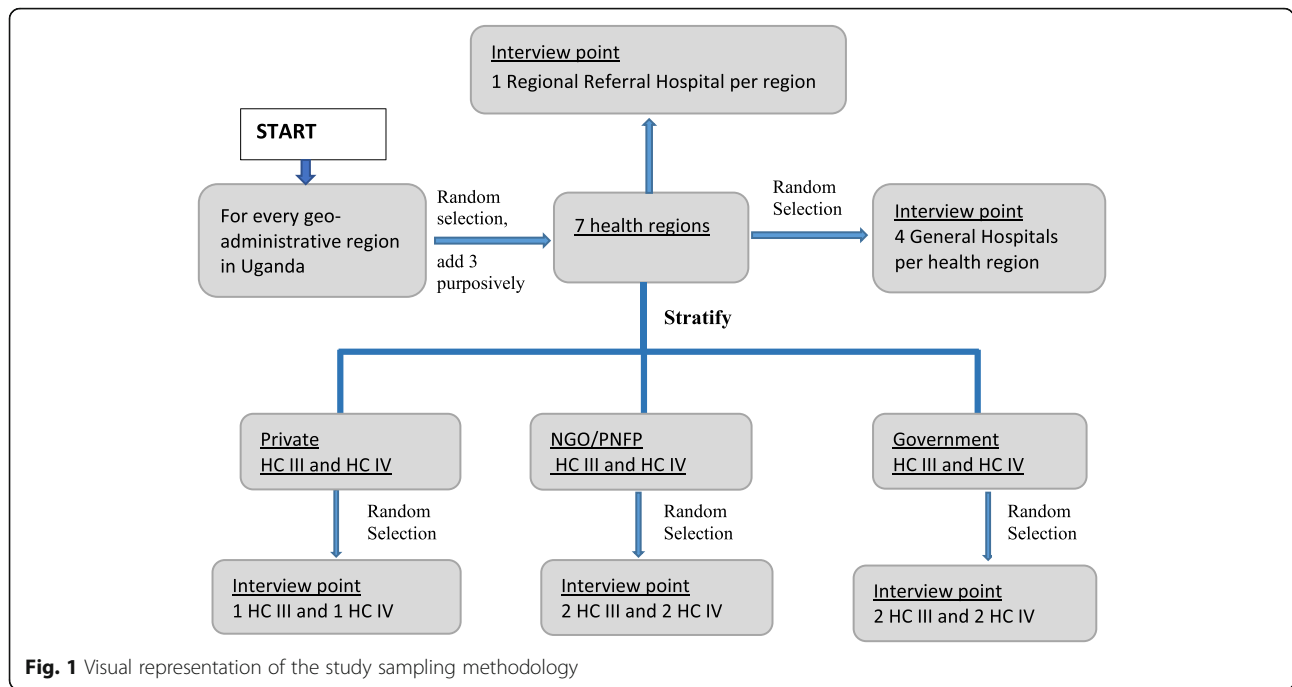 Interview point
1 Regional Referral Hospital per region
START
For every geo-
administrative region
in Uganda
Random
selection,
add 3
purposively
7 health regions
Random
Selection
Interview point
4 General Hospitals
per health region
Stratify
Private
HC III and HC IV
NGO/PNFP
HC III and HC IV
Government
HC III and HC IV
Random
Selection
Random
Selection
Random
Selection
Interview point
1 HC III and 1 HC IV
Interview point
2 HC III and 2 HC IV
Interview point
2 HC III and 2 HC IV
Fig. 1 Visual representation of the study sampling methodology